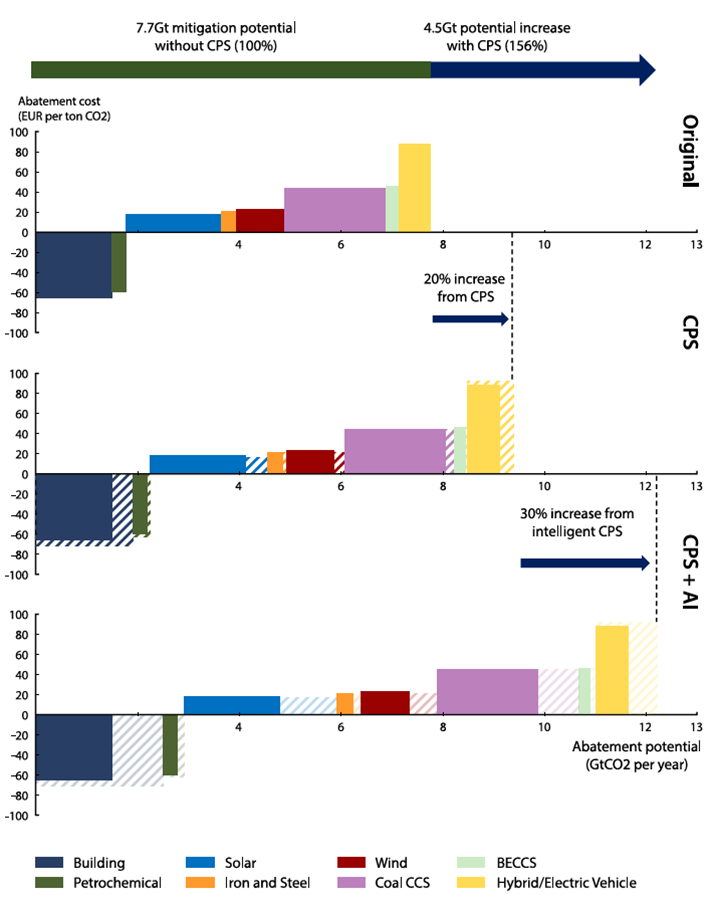 7.7Gt mitigation potential
without CPS (100%)
4.5Gt potential increase
with CPS (156%)
Abatement cost
(EUR per ton CO2)
Original
100
80
60
40
20
0
-20
-40
-60
-80
-100
4
6
8
10
12
13
20% increase
from CPS
CPS
100
80
60
40
20
0
-20
-40
-60
-80
-100
4
6
8
10
12
13
30% increase from
intelligent CPS
CPS + AI
100
80
60
40
20
0
-20
-40
-60
-80
-100
4
6
8
10
12
13
Abatement potential
(GtCO2 per year)
Building
Solar
Wind
BECCS
Petrochemical
Iron and Steel
Coal CCS
Hybrid/Electric Vehicle